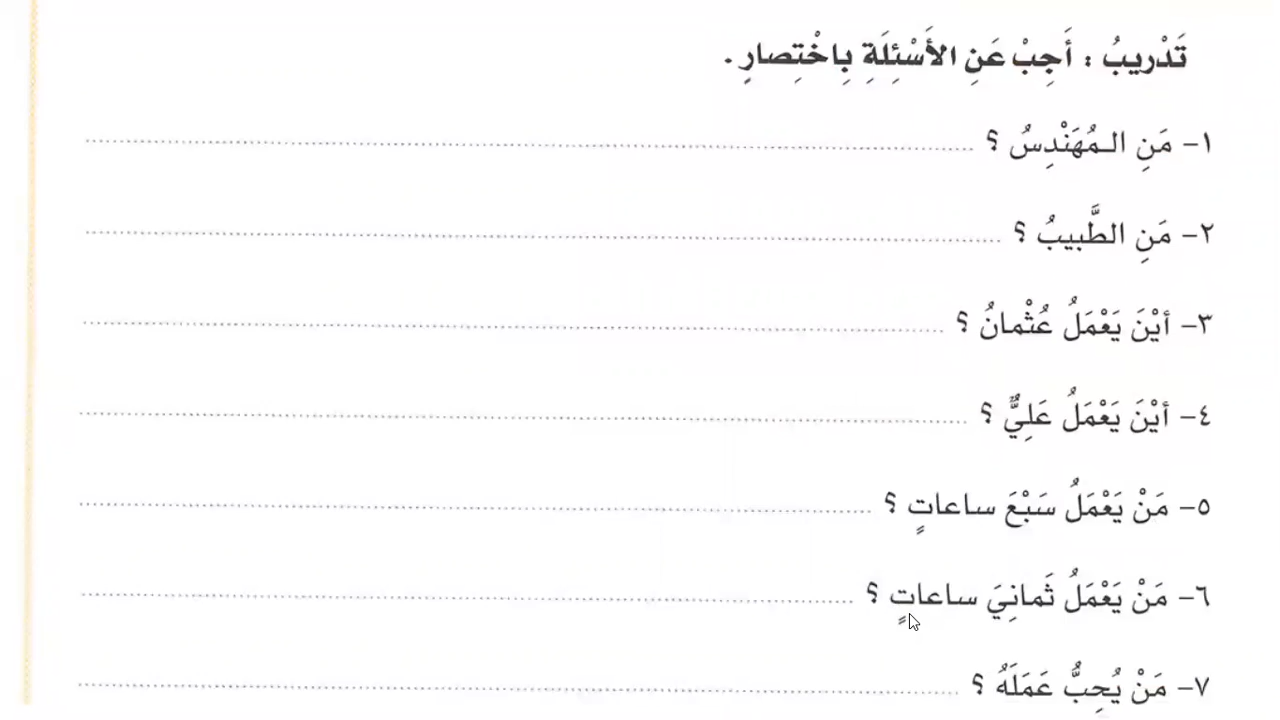 تَدْرِيبُ : أَجِبْ عَنِ الأَسْئِلَةِ بِاخْتِصارٍ .
١- مَنِ الـمُهَنْدِسُ ؟
٢- مَنِ الطَّبيبُ ؟
٣- أيْنَ يَعْمَلُ عُثْمانُ ؟
٤- أيْنَ يَعْمَلُ عَلِيٌّ ؟
٥- مَنْ يَعْمَلُ سَبْعَ ساعاتٍ ؟
٦- مَنْ يَعْمَلُ ثَمانِيَ ساعاتٍ ؟
٧- مَنْ يُحِبُّ عَمَلَهُ ؟